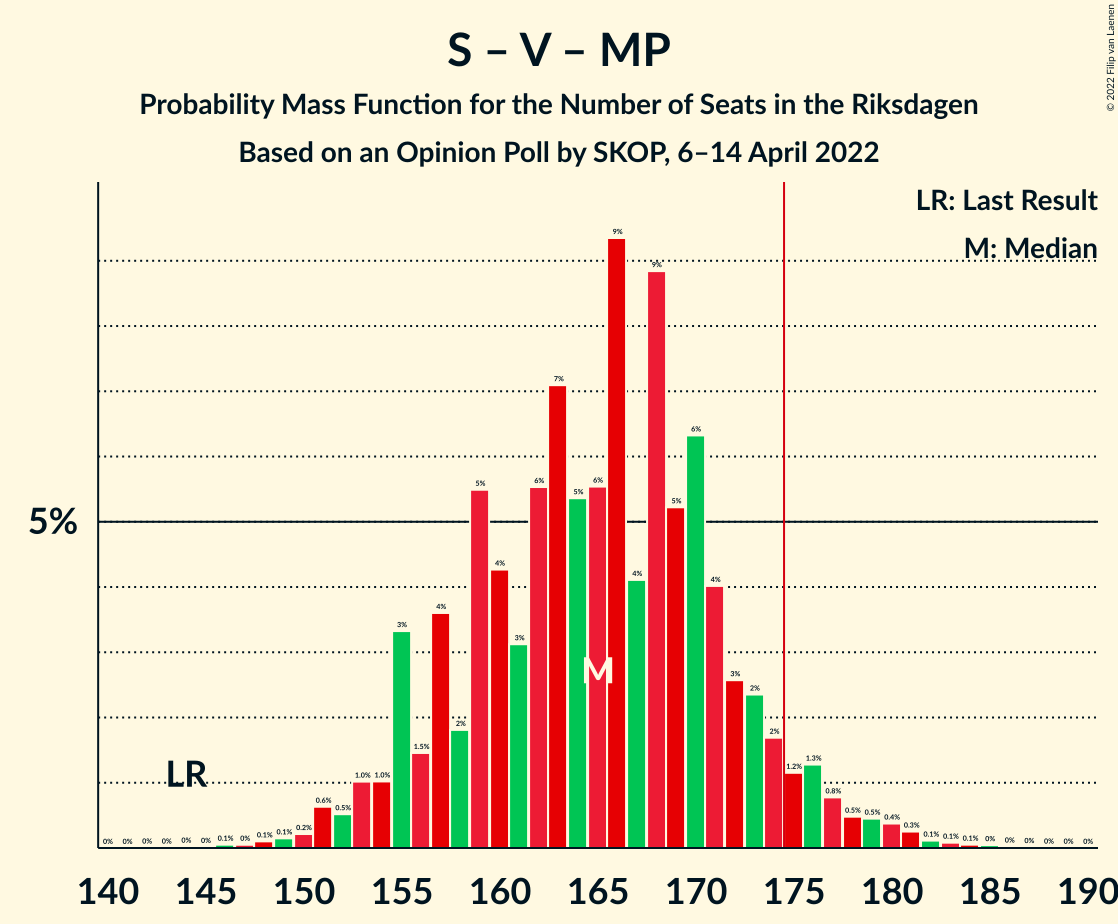 S – V – MP
Probability Mass Function for the Number of Seats in the Riksdagen
Based on an Opinion Poll by SKOP, 6–14 April 2022
© 2022 Filip van Laenen
LR: Last Result
M: Median
5%
LR
M
0% 0% 0% 0% 0% 0% 0.1% 0% 0.1% 0.1% 0.2% 0.6% 0.5% 1.0% 1.0% 3% 1.5% 4% 2% 5% 4% 3% 6% 7% 5% 6% 9% 4% 9% 5% 6% 4% 3% 2% 2% 1.2% 1.3% 0.8% 0.5% 0.5% 0.4% 0.3% 0.1% 0.1% 0.1% 0% 0% 0% 0% 0% 0%
140 145 150 155 160 165 170 175 180 185 190